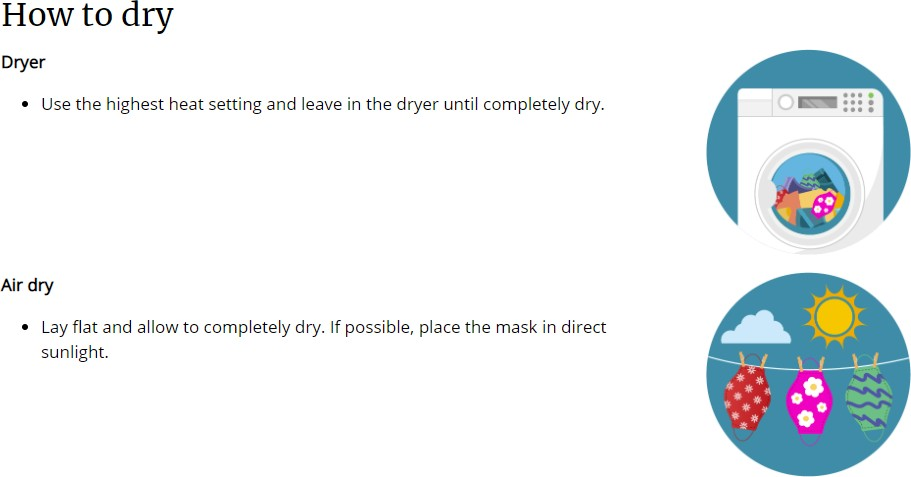 How to dry
Dryer
• Use the highest heat setting and leave in the dryer until completely dry.
Air dry
• Lay flat and allow to completely dry. If possible, place the mask in direct
sunlight.